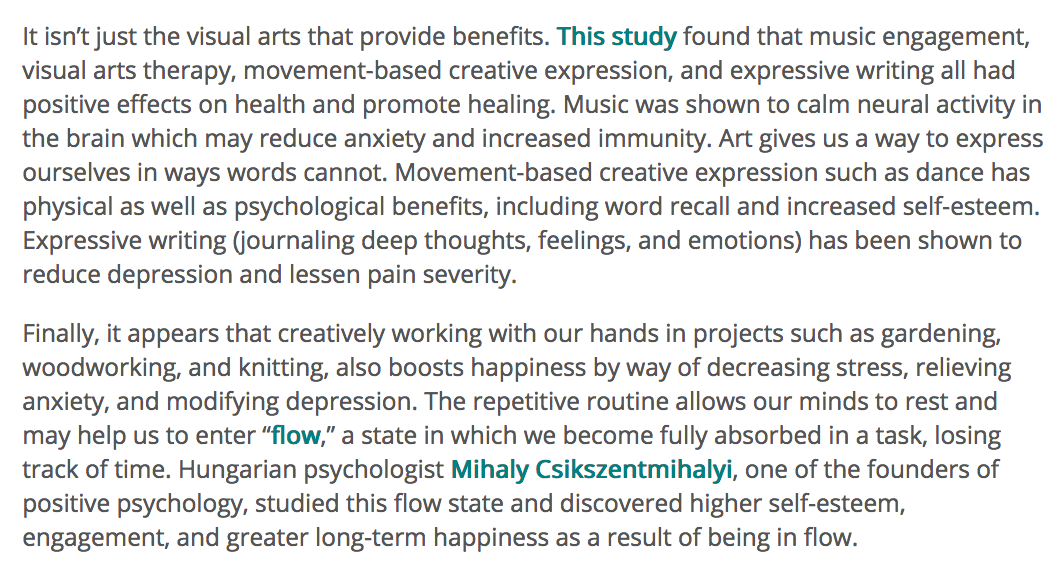 It isn’t just the visual arts that provide benefits. This study found that music engagement,
visual arts therapy, movement-based creative expression, and expressive writing all had
positive effects on health and promote healing. Music was shown to calm neural activity in
the brain which may reduce anxiety and increased immunity. Art gives us a way to express
ourselves in ways words cannot. Movement-based creative expression such as dance has
physical as well as psychological benefits, including word recall and increased self-esteem.
Expressive writing (journaling deep thoughts, feelings, and emotions) has been shown to
reduce depression and lessen pain severity.
Finally, it appears that creatively working with our hands in projects such as gardening,
woodworking, and knitting, also boosts happiness by way of decreasing stress, relieving
anxiety, and modifying depression. The repetitive routine allows our minds to rest and
may help us to enter “flow,” a state in which we become fully absorbed in a task, losing
track of time. Hungarian psychologist Mihaly Csikszentmihalyi, one of the founders of
positive psychology, studied this flow state and discovered higher self-esteem,
engagement, and greater long-term happiness as a result of being in flow.